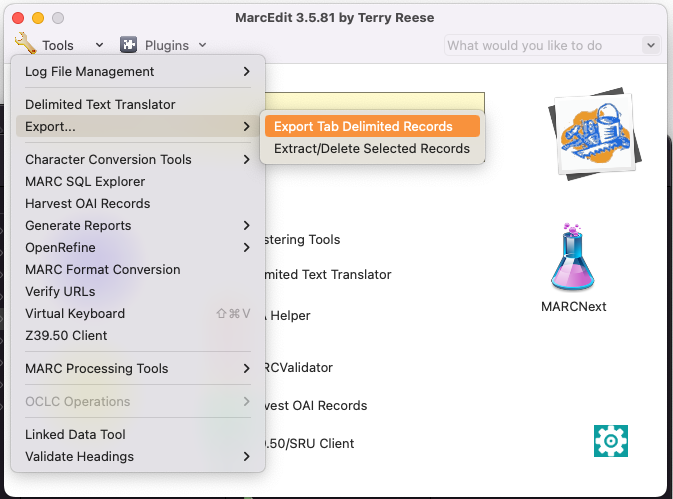 MarcEdit 3.5.81 by Terry Reese
Tools
Plugins
What would you like to do
Log File Management
Delimited Text Translator
Export...
Export Tab Delimited Records
Extract/Delete Selected Records
Character Conversion Tools
MARC SQL Explorer
Harvest OAI Records
Generate Reports
OpenRefine
MARC Format Conversion
Verify URLs
Virtual Keyboard ⇧⌘V
Z39.50 Client
MARC Processing Tools
OCLC Operations
Linked Data Tool
Validate Headings
stering Tools
mited Text Translator
Helper
RCValidator
vest OAI Records
.50/SRU Client
MARCNext